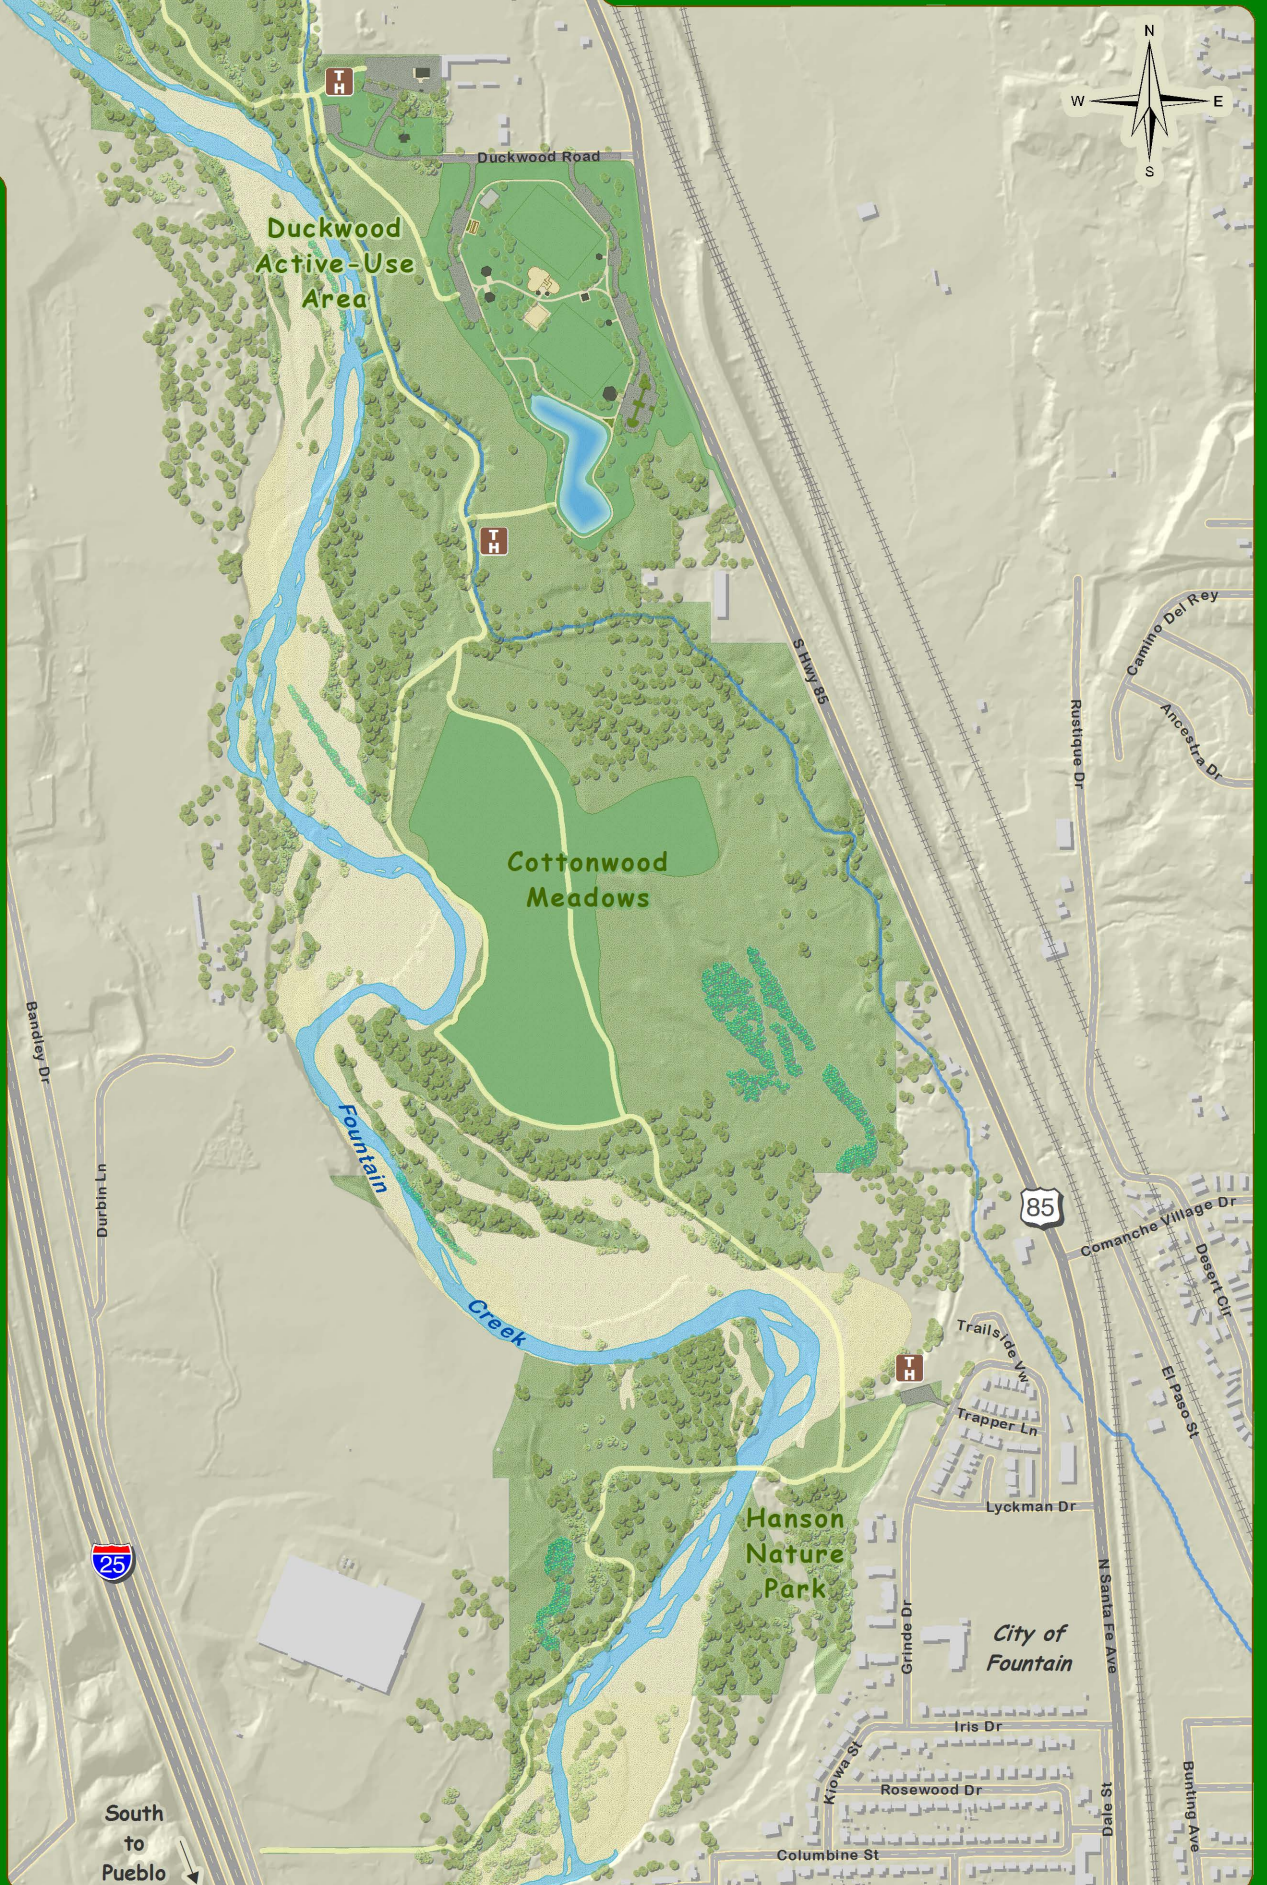 N
W E
S
T
H
Duckwood Road
Duckwood
Active-Use
Area
T
H
Camino Del Rey
S Hwy 85
Rustique Dr
Ancestra Dr
Cottonwood
Meadows
Bandley Dr
Fountain
Durbin Ln
85
Comanche Village Dr
Desert Cir
Creek
Trailside Vw
T
H
El Paso St
Trapper Ln
Lyckman Dr
Hanson
Nature
Park
25
N Santa Fe Ave
Grinde Dr
City of
Fountain
Iris Dr
Kiowa St
Rosewood Dr
Dale St
Bunting Ave
South
to
Pueblo
Columbine St